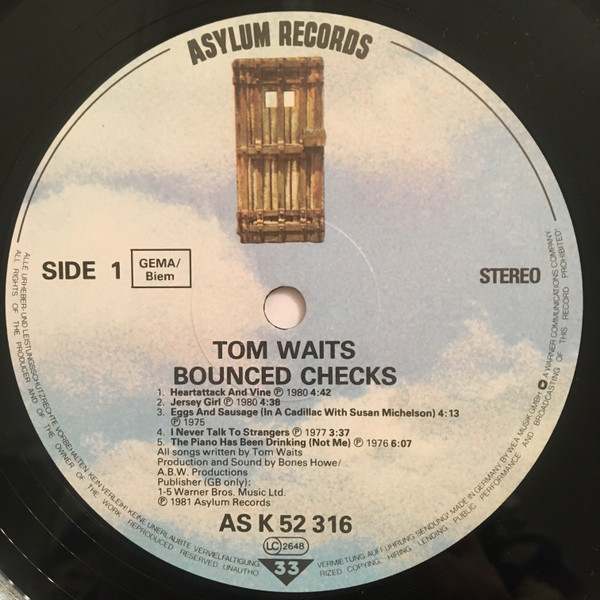 ASYLUM RECORDS
SIDE 1
GEMA/
Biem
STEREO
TOM WAITS
BOUNCED CHECKS
1. Heartattack And Vine ℗ 1980 4:42
2. Jersey Girl ℗ 1980 4:38
3. Eggs And Sausage (In A Cadillac With Susan Michelson) 4:13
℗ 1975
4. I Never Talk To Strangers ℗ 1977 3:37
5. The Piano Has Been Drinking (Not Me) ℗ 1976 6:07
All songs written by Tom Waits
Production and Sound by Bones Howe/
A.B.W. Productions
Publisher (GB only):
1-5 Warner Bros. Music Ltd.
℗ 1981 Asylum Records
AS K 52 316
LC 2648
33
ALLE URHEBER- UND LEISTUNGSSCHUTZRECHTE VORBEHALTEN. KEIN VERLEIH! KEINE UNERLAUBTE VERVIELFÄLTIGUNG,
VERMIETUNG, AUFFÜHRUNG, SENDUNG! MADE IN GERMANY BY WEA MUSIK GMBH A WARNER COMMUNICATIONS COMPANY
ALL RIGHTS OF THE PRODUCER AND OF THE OWNER OF THE WORK REPRODUCED RESERVED. UNAUTHO
RIZED COPYING, HIRING, LENDING, PUBLIC PERFORMANCE AND BROADCASTING OF THIS RECORD PROHIBITED